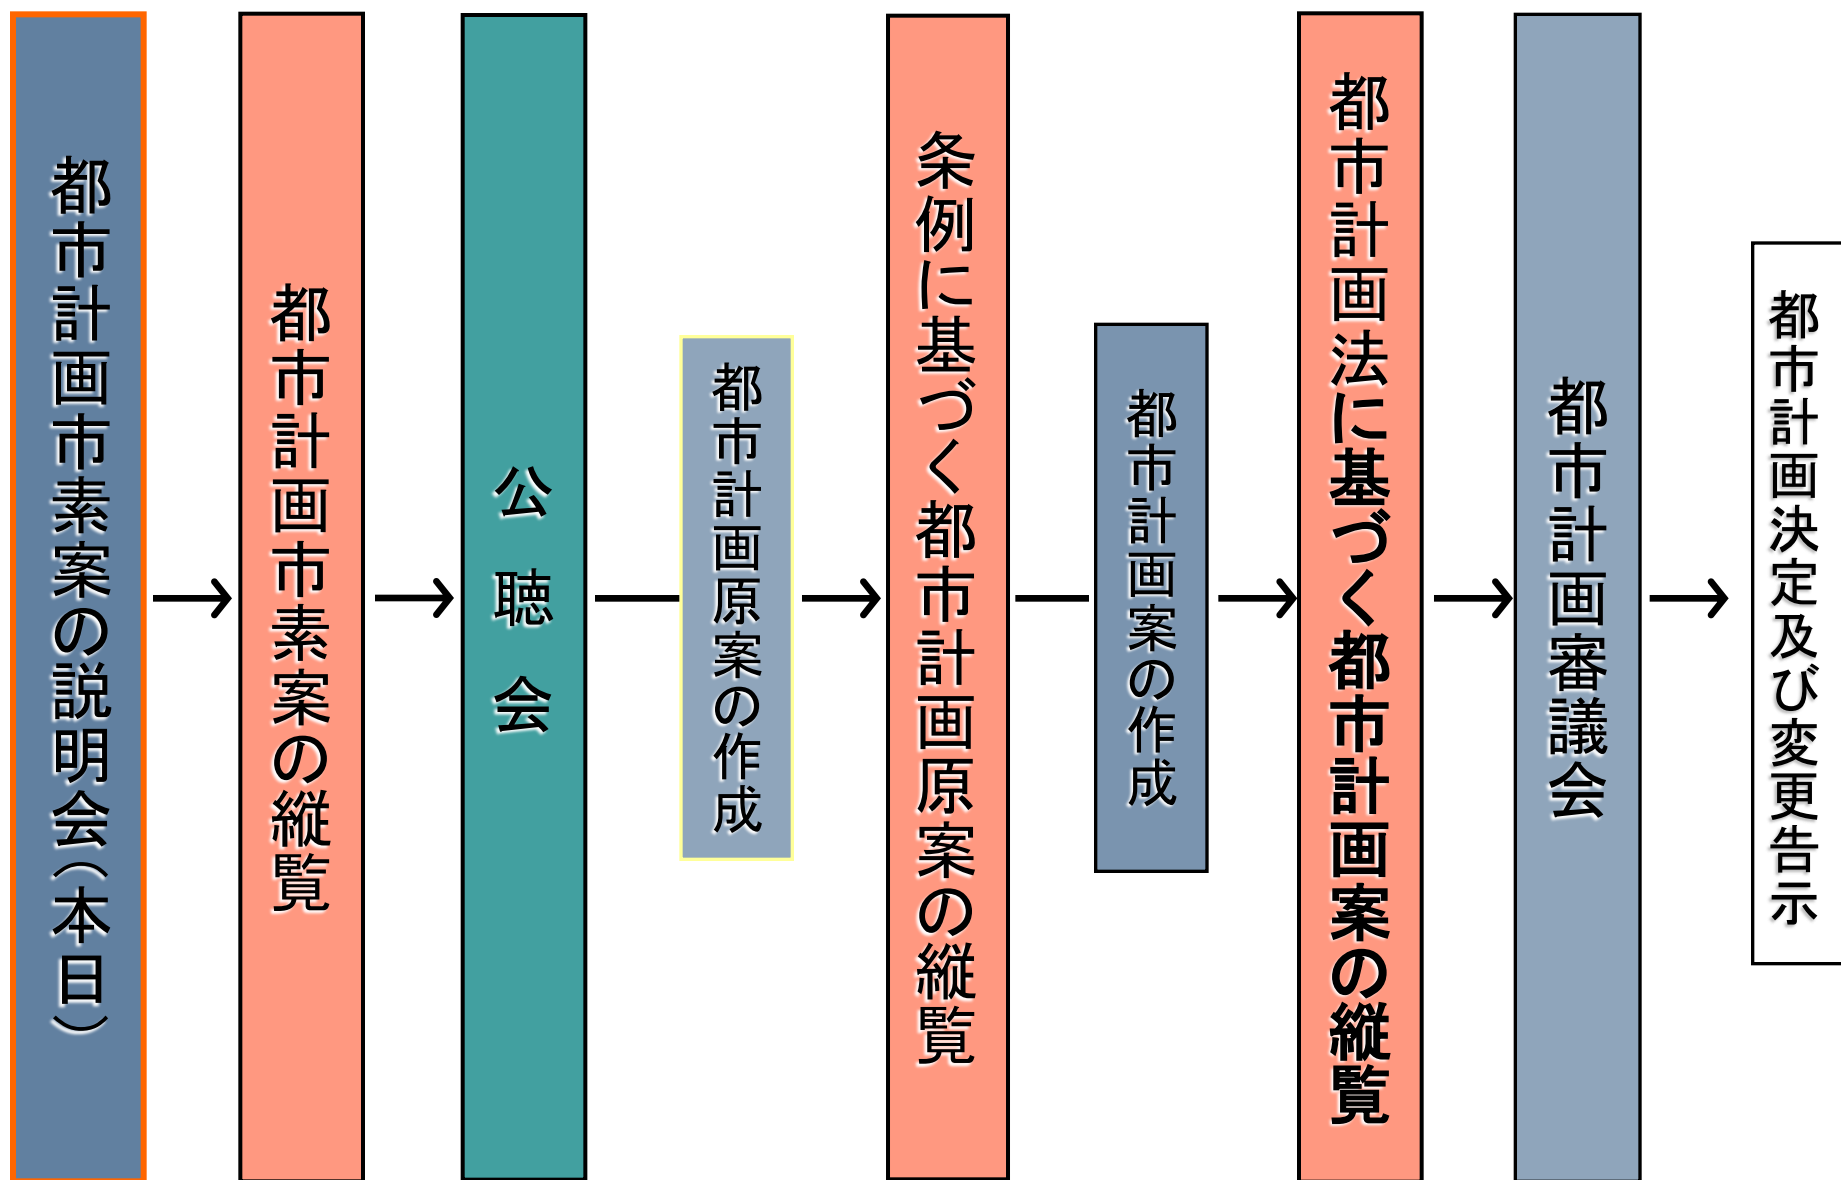 都市計画市素案の説明会（本日）
都市計画市素案の縦覧
公聴会
都市計画原案の作成
条例に基づく都市計画原案の縦覧
都市計画案の作成
都市計画法に基づく都市計画案の縦覧
都市計画審議会
都市計画決定及び変更告示